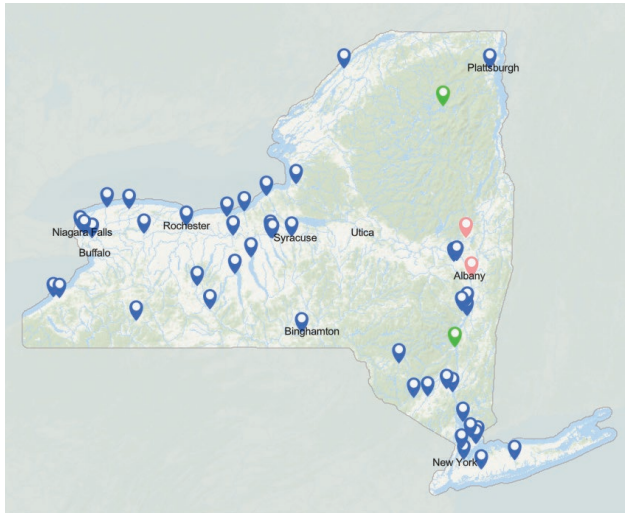 Plattsburgh
Niagara Falls
Rochester
Syracuse
Utica
Buffalo
Albany
Binghamton
New York